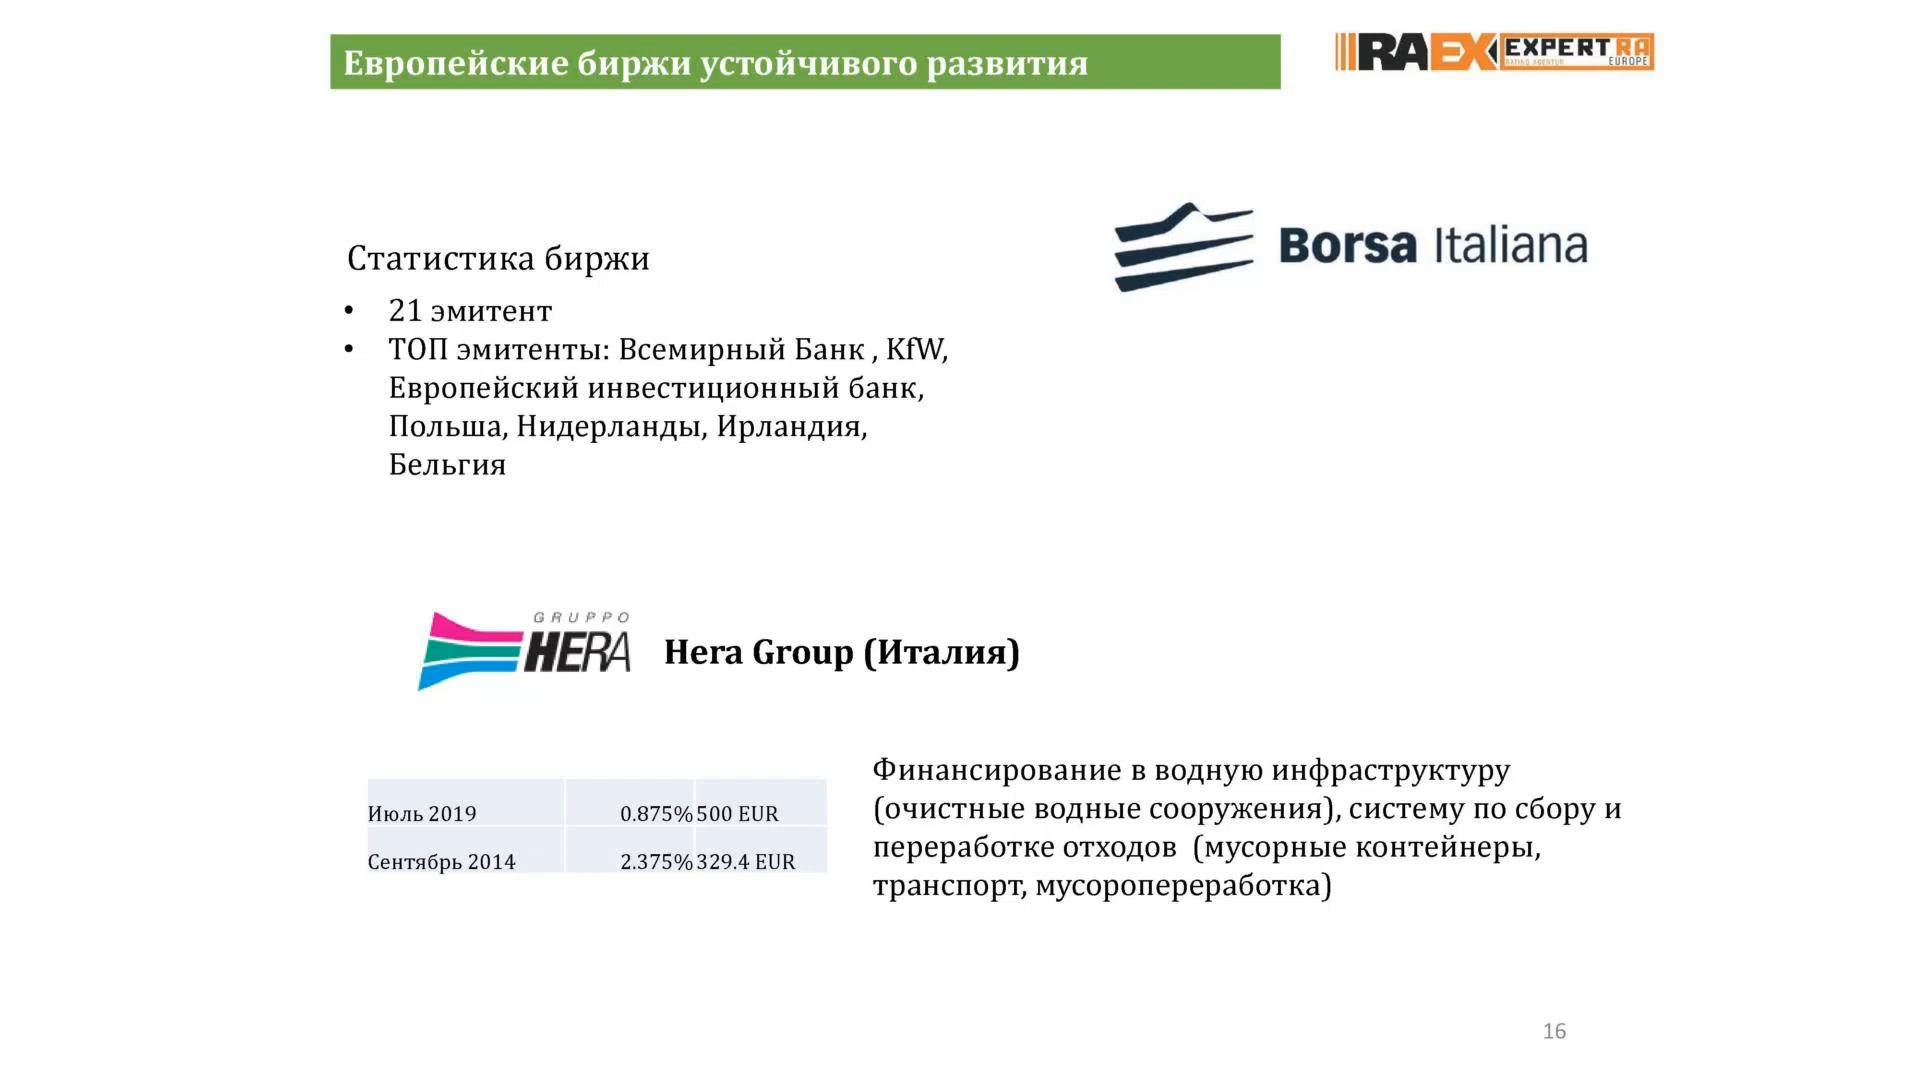 Европейские биржи устойчивого развития
RAEX EXPERT RA
RATING AGENTUR EUROPE
Borsa Italiana
Статистика биржи
• 21 эмитент
• ТОП эмитенты: Всемирный Банк , KfW,
Европейский инвестиционный банк,
Польша, Нидерланды, Ирландия,
Бельгия
GRUPPO
HERA
Hera Group (Италия)
Июль 2019 0.875% 500 EUR
Сентябрь 2014 2.375% 329.4 EUR
Финансирование в водную инфраструктуру
(очистные водные сооружения), систему по сбору и
переработке отходов (мусорные контейнеры,
транспорт, мусоропереработка)
16